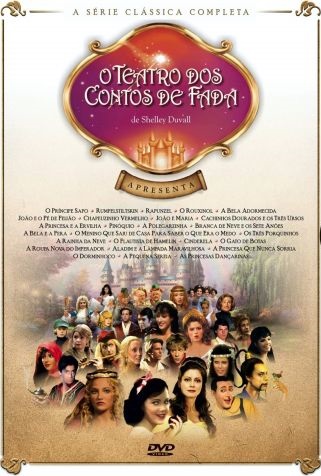 A SÉRIE CLÁSSICA COMPLETA
O TEATRO DOS
CONTOS DE FADA
de Shelley Duvall
APRESENTA
O PRÍNCIPE SAPO RUMPELSTILSKIN RAPUNZEL O ROUXINOL A BELA ADORMECIDA
JOÃO E O PÉ DE FEIJÃO CHAPEUZINHO VERMELHO JOÃO E MARIA CACHINHOS DOURADOS E OS TRÊS URSOS
A PRINCESA E A ERVILHA PINÓQUIO A POLEGARZINHA BRANCA DE NEVE E OS SETE ANÕES
A BELA E A FERA O MENINO QUE SAIU DE CASA PARA SABER O QUE ERA O MEDO OS TRÊS PORQUINHOS
A RAINHA DA NEVE O FLAUTISTA DE HAMELIN CINDERELA O GATO DE BOTAS
A ROUPA NOVA DO IMPERADOR ALADIM E A LÂMPADA MARAVILHOSA A PRINCESA QUE NUNCA SORRIA
O DORMINHOCO A PEQUENA SEREIA AS PRINCESAS DANÇARINAS...
DVD
VIDEO